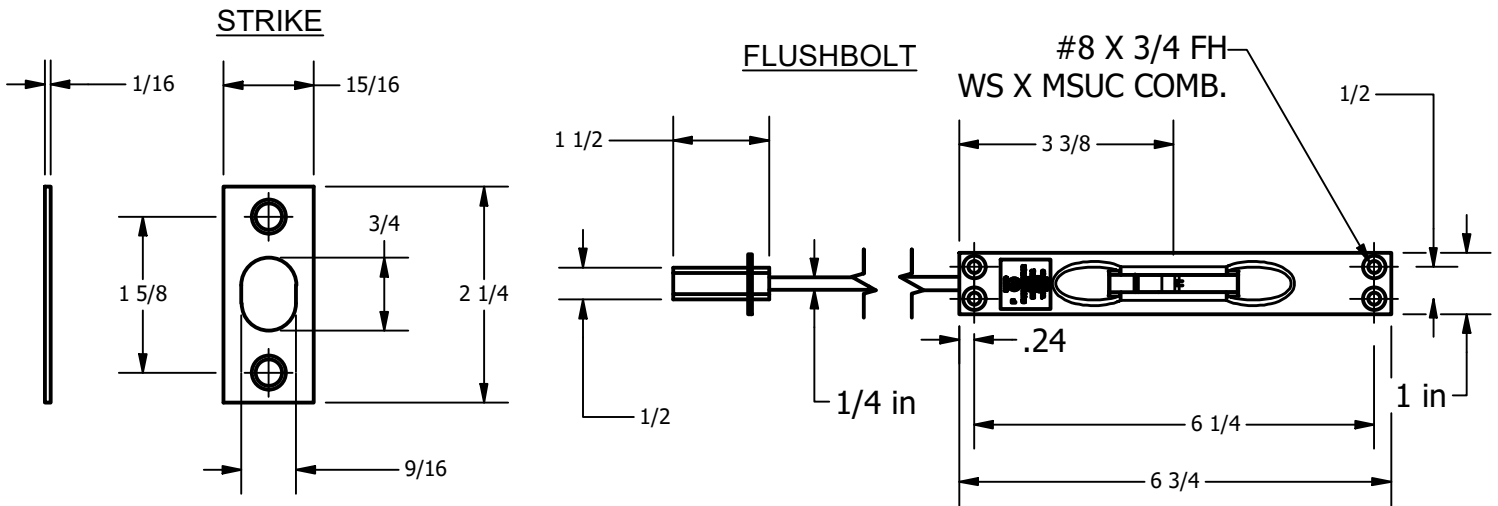 STRIKE
FLUSHBOLT
#8 X 3/4 FH
WS X MSUC COMB.
1/16
15/16
1/2
1 1/2
3 3/8
3/4
1 5/8
2 1/4
.24
1/4 in
1 in
1/2
6 1/4
9/16
6 3/4